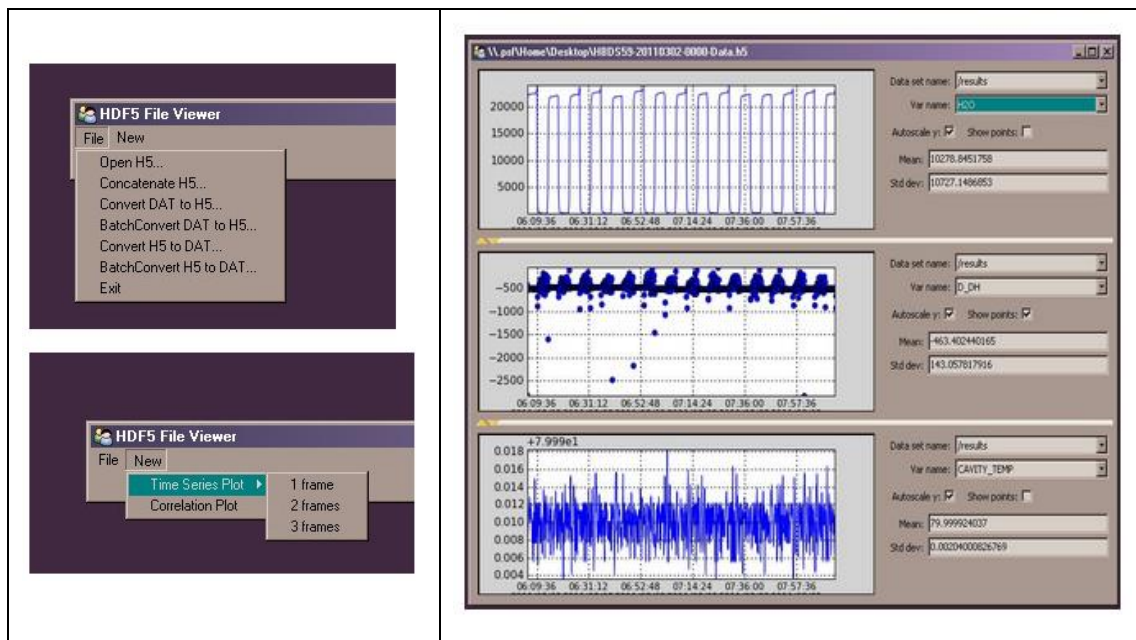 HDF5 File Viewer
File New
Open H5...
Concatenate H5...
Convert DAT to H5...
BatchConvert DAT to H5...
Convert H5 to DAT...
BatchConvert H5 to DAT...
Exit
HDF5 File Viewer
File New
Time Series Plot
Correlation Plot
1 frame
2 frames
3 frames
\\.psf\Home\Desktop\HBDS59-20110302-0000-Data.h5
20000
15000
10000
5000
06:09:36 06:31:12 06:52:48 07:14:24 07:36:00 07:57:36
Data set name: /results
Var name: H2O
Autoscale y: Show points:
Mean: 10278.8451758
Std dev: 10727.1486853
−500
−1000
−1500
−2000
−2500
06:09:36 06:31:12 06:52:48 07:14:24 07:36:00 07:57:36
Data set name: /results
Var name: D_DH
Autoscale y: Show points:
Mean: -463.402440165
Std dev: 143.057817916
+7.999e1
0.018
0.016
0.014
0.012
0.010
0.008
0.006
0.004
06:09:36 06:31:12 06:52:48 07:14:24 07:36:00 07:57:36
Data set name: /results
Var name: CAVITY_TEMP
Autoscale y: Show points:
Mean: 79.999924037
Std dev: 0.00204000826769